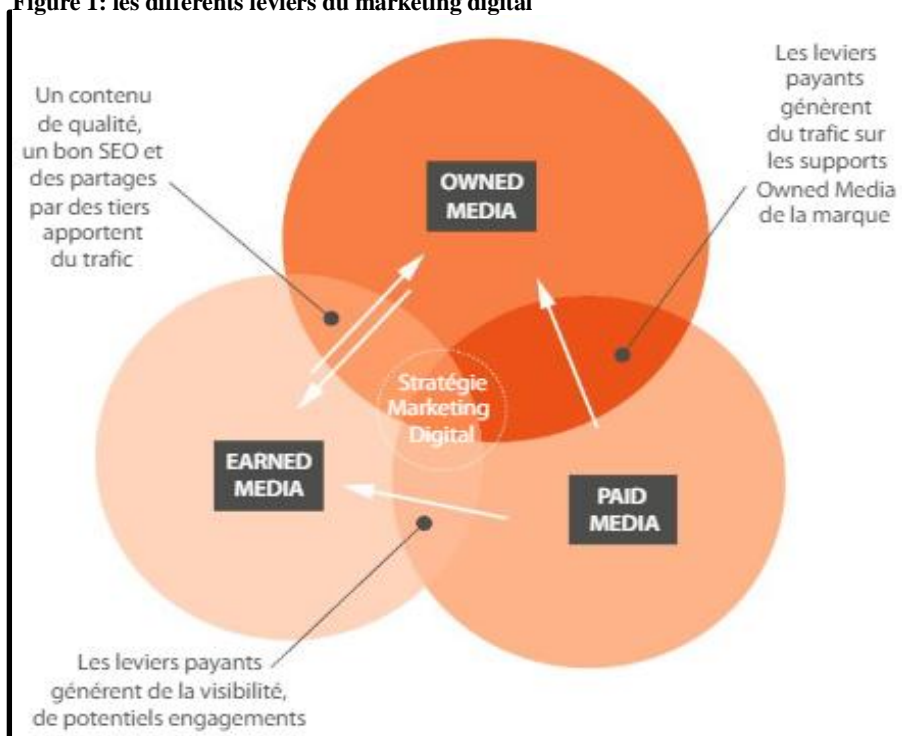 Figure 1: les différents leviers du marketing digital
Un contenu
de qualité,
un bon SEO et
des partages
par des tiers
apportent
du trafic
Les leviers
payants
génèrent
du trafic sur
les supports
Owned Media
de la marque
OWNED
MEDIA
Stratégie
Marketing
Digital
EARNED
MEDIA
PAID
MEDIA
Les leviers payants
générent de la visibilité,
de potentiels engagements